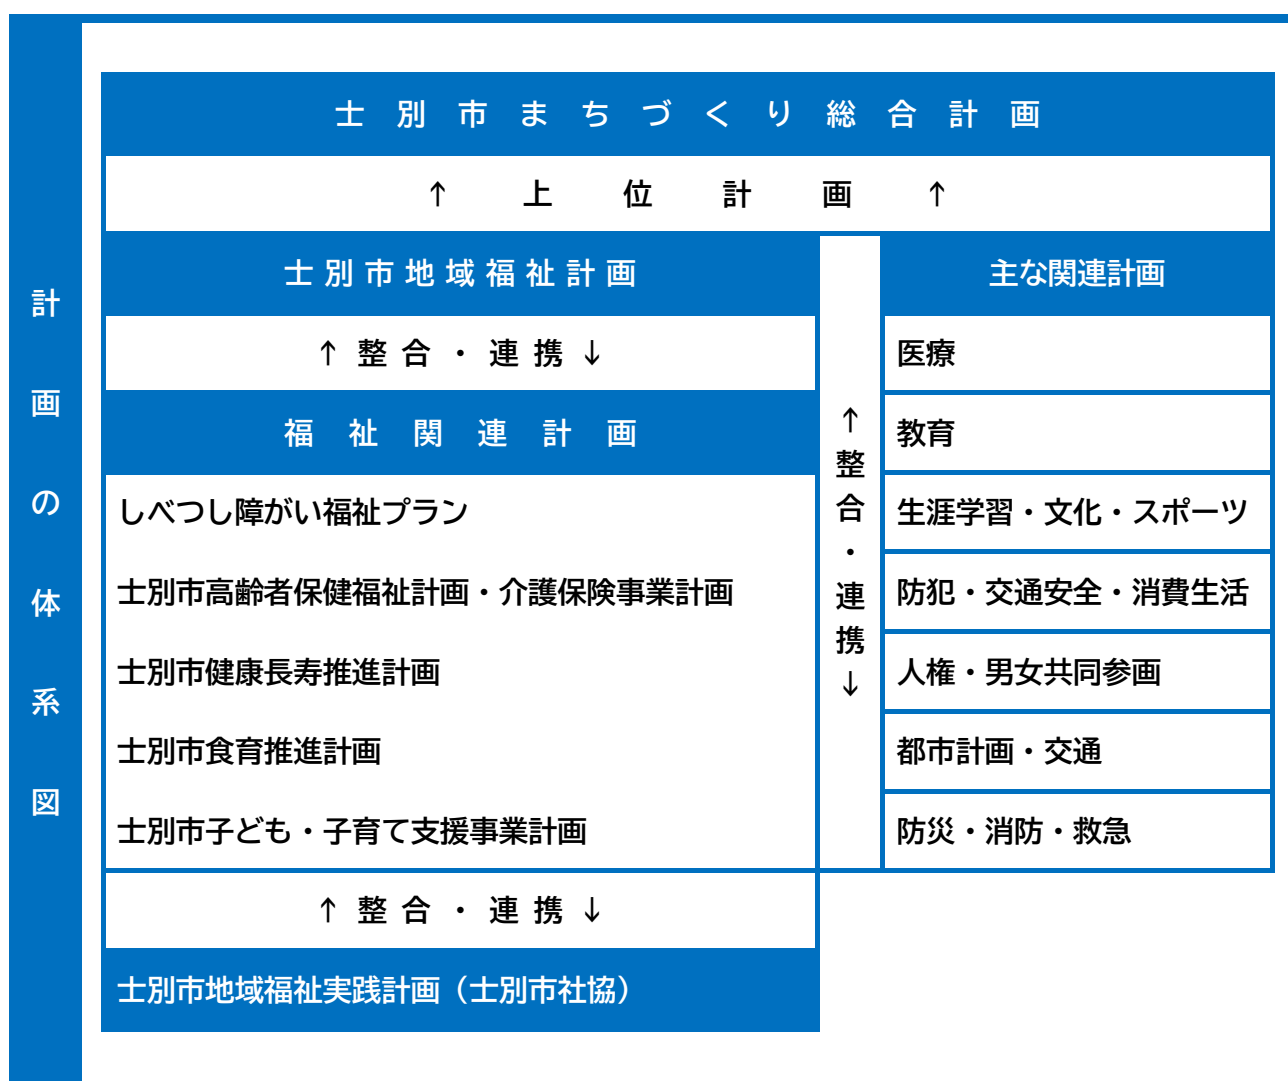 計画の体系図
士別市まちづくり総合計画
↑ 上位計画 ↑
士別市地域福祉計画
↑整合・連携↓
福祉関連計画
しべつし障がい福祉プラン
士別市高齢者保健福祉計画・介護保険事業計画
士別市健康長寿推進計画
士別市食育推進計画
士別市子ども・子育て支援事業計画
↑整合・連携↓
士別市地域福祉実践計画（士別市社協）
↑整合・連携↓
主な関連計画
医療
教育
生涯学習・文化・スポーツ
防犯・交通安全・消費生活
人権・男女共同参画
都市計画・交通
防災・消防・救急